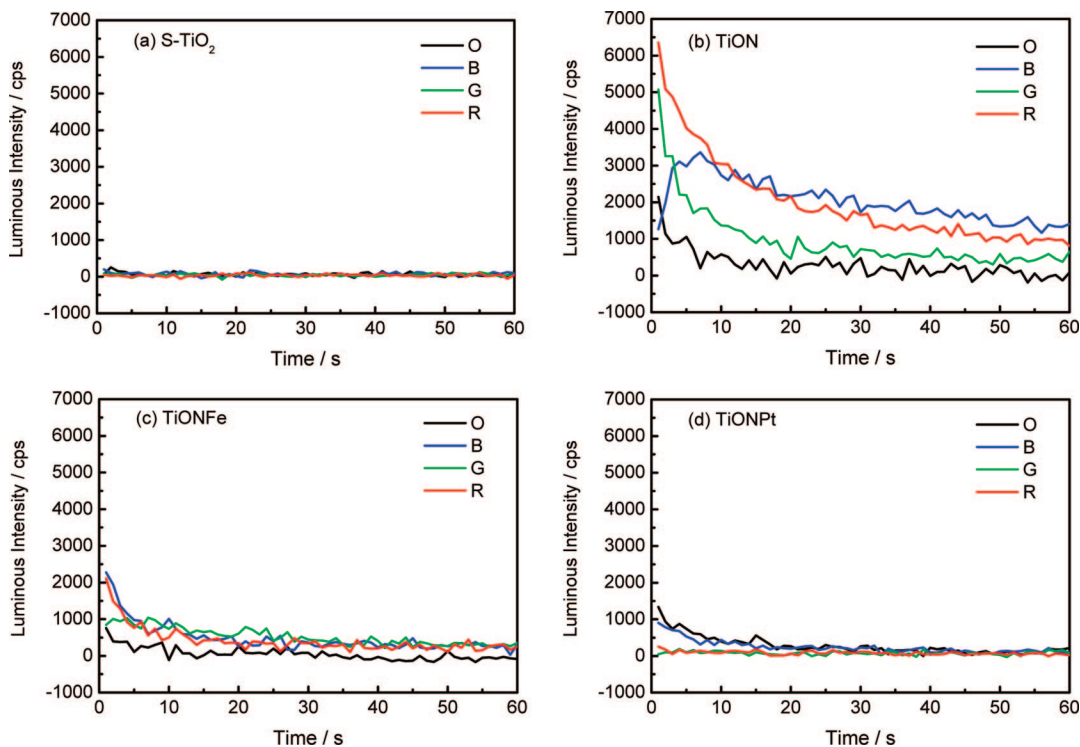 7000
6000
5000
4000
3000
2000
1000
0
-1000
Luminous Intensity / cps
(a) S-TiO₂
O
B
G
R
0 10 20 30 40 50 60
Time / s
7000
6000
5000
4000
3000
2000
1000
0
-1000
Luminous Intensity / cps
(b) TiON
O
B
G
R
0 10 20 30 40 50 60
Time / s
7000
6000
5000
4000
3000
2000
1000
0
-1000
Luminous Intensity / cps
(c) TiONFe
O
B
G
R
0 10 20 30 40 50 60
Time / s
7000
6000
5000
4000
3000
2000
1000
0
-1000
Luminous Intensity / cps
(d) TiONPt
O
B
G
R
0 10 20 30 40 50 60
Time / s